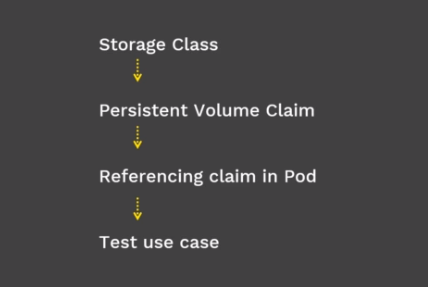 Storage Class
Persistent Volume Claim
Referencing claim in Pod
Test use case